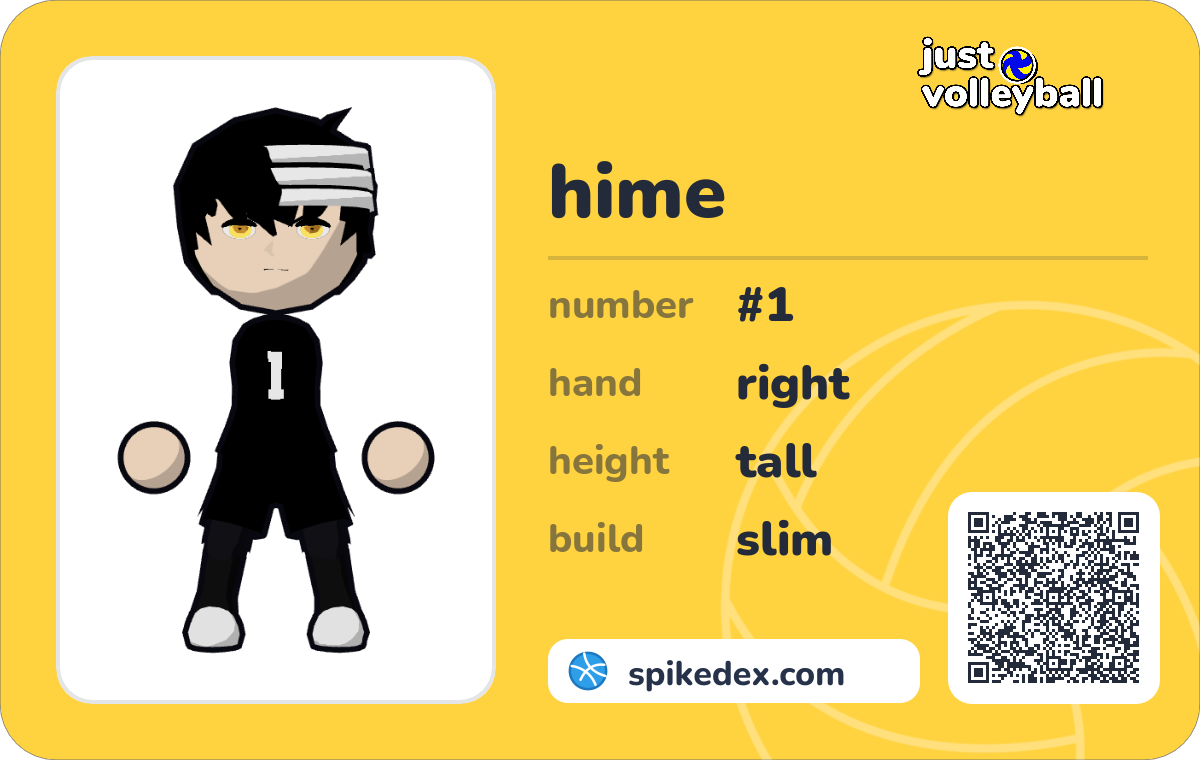 just
volleyball
hime
number #1
hand right
height tall
build slim
1
spikedex.com